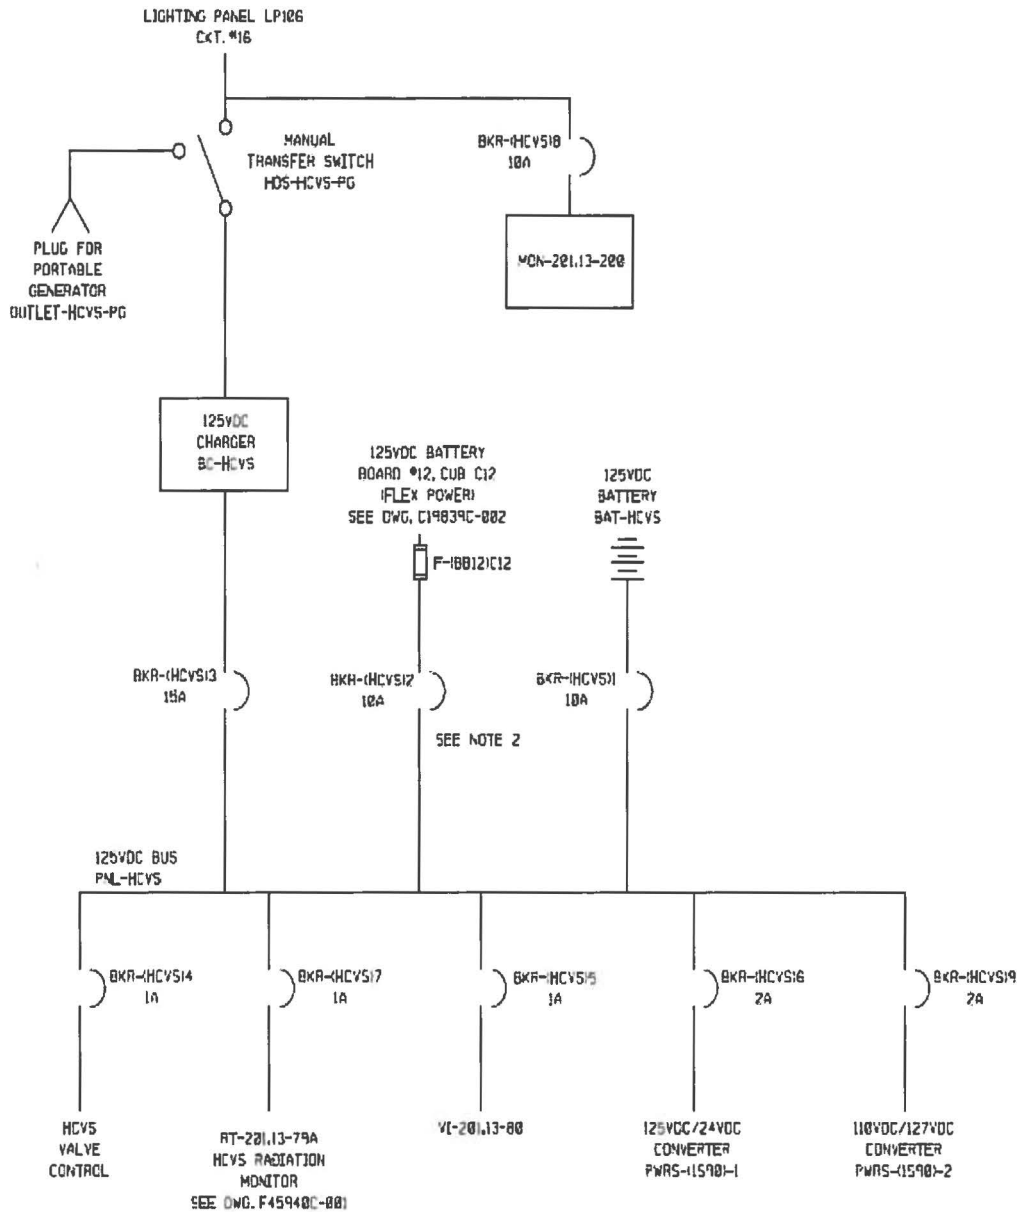 LIGHTING PANEL LP106
CKT. #16
MANUAL
TRANSFER SWITCH
HDS-HCVS-PG
BKR-(HCVS)8
10A
PLUG FOR
PORTABLE
GENERATOR
OUTLET-HCVS-PG
MON-201.13-200
125VDC
CHARGER
BC-HCVS
125VDC BATTERY
BOARD #12, CUB C12
(FLEX POWER)
SEE DWG. C19839C-002
125VDC
BATTERY
BAT-HCVS
F-(BB12)C12
BKR-(HCVS)3
15A
BKR-(HCVS)2
10A
BKR-(HCVS)1
10A
SEE NOTE 2
125VDC BUS
PNL-HCVS
BKR-(HCVS)4
1A
BKR-(HCVS)7
1A
BKR-(HCVS)5
1A
BKR-(HCVS)6
2A
BKR-(HCVS)9
2A
HCVS
VALVE
CONTROL
RT-201.13-79A
HCVS RADIATION
MONITOR
SEE DWG. F45940C-001
VI-201.13-80
125VDC/24VDC
CONVERTER
PWRS-(1S90)-1
110VDC/127VDC
CONVERTER
PWRS-(1S90)-2